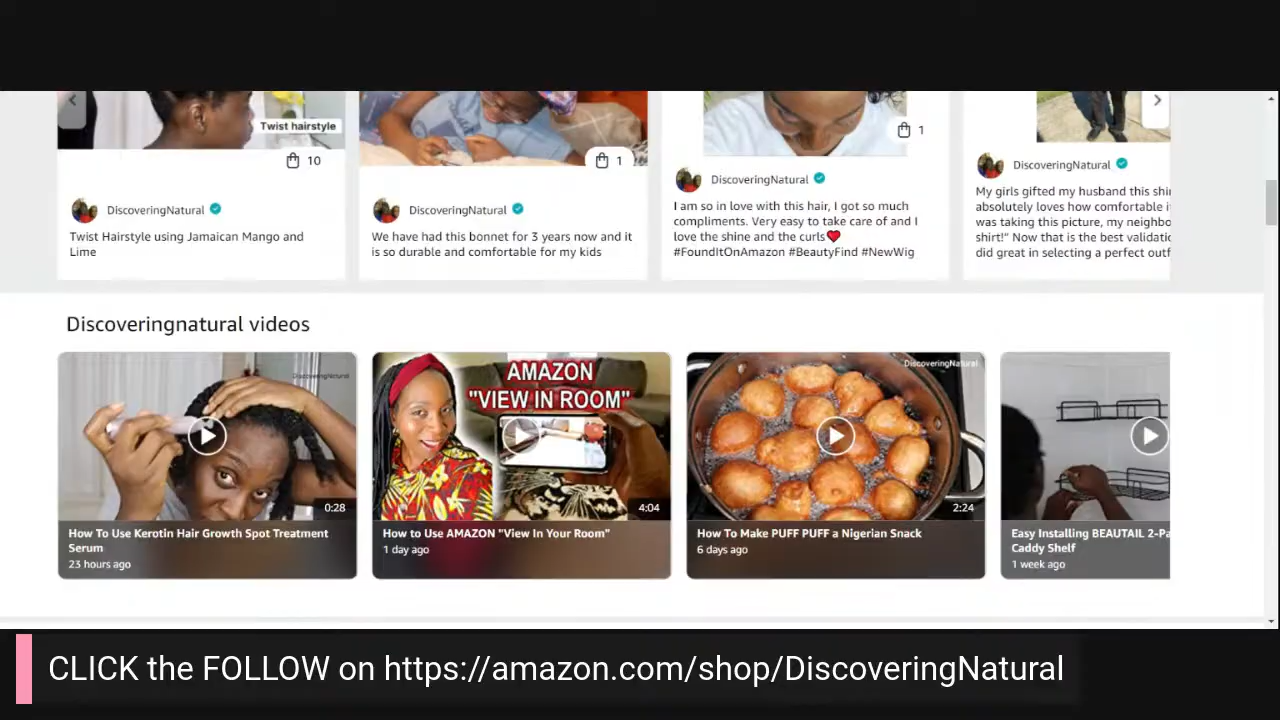 Twist hairstyle
10
1
1
DiscoveringNatural
Twist Hairstyle using Jamaican Mango and
Lime
DiscoveringNatural
We have had this bonnet for 3 years now and it
is so durable and comfortable for my kids
DiscoveringNatural
I am so in love with this hair, I got so much
compliments. Very easy to take care of and I
love the shine and the curls❤
#FoundItOnAmazon #BeautyFind #NewWig
DiscoveringNatural
My girls gifted my husband this shi
absolutely loves how comfortable i
was taking this picture, my neighbo
shirt!" Now that is the best validati
did great in selecting a perfect outf
Discoveringnatural videos
DiscoveringNatural
0:28
How To Use Kerotin Hair Growth Spot Treatment
Serum
23 hours ago
AMAZON
"VIEW IN ROOM"
4:04
How to Use AMAZON "View In Your Room"
1 day ago
DiscoveringNatural
2:24
How To Make PUFF PUFF a Nigerian Snack
6 days ago
Easy Installing BEAUTAIL 2-Pa
Caddy Shelf
1 week ago
CLICK the FOLLOW on https://amazon.com/shop/DiscoveringNatural